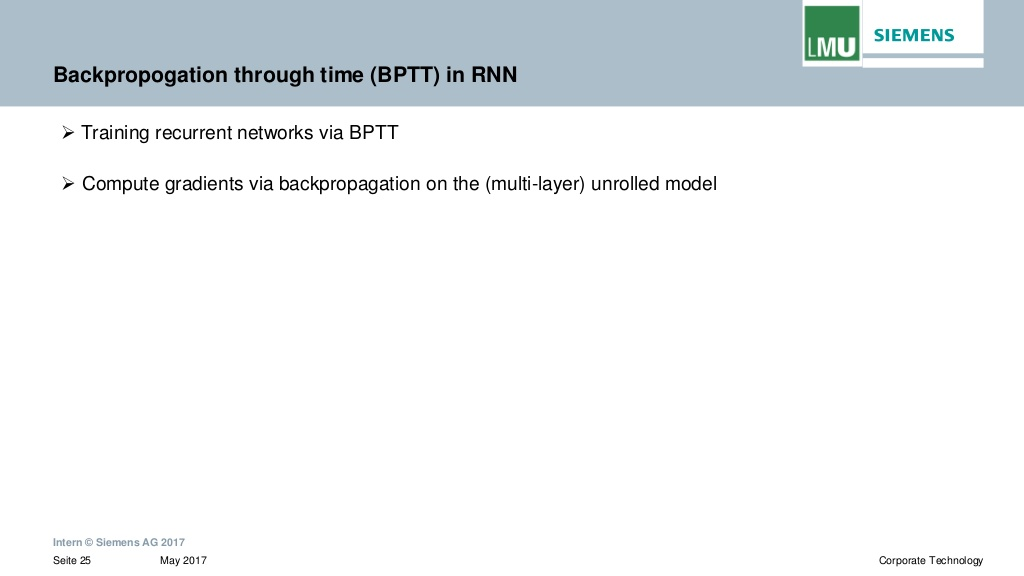 LMU
SIEMENS
Backpropogation through time (BPTT) in RNN
➢ Training recurrent networks via BPTT
➢ Compute gradients via backpropagation on the (multi-layer) unrolled model
Intern © Siemens AG 2017
Seite 25 May 2017 Corporate Technology